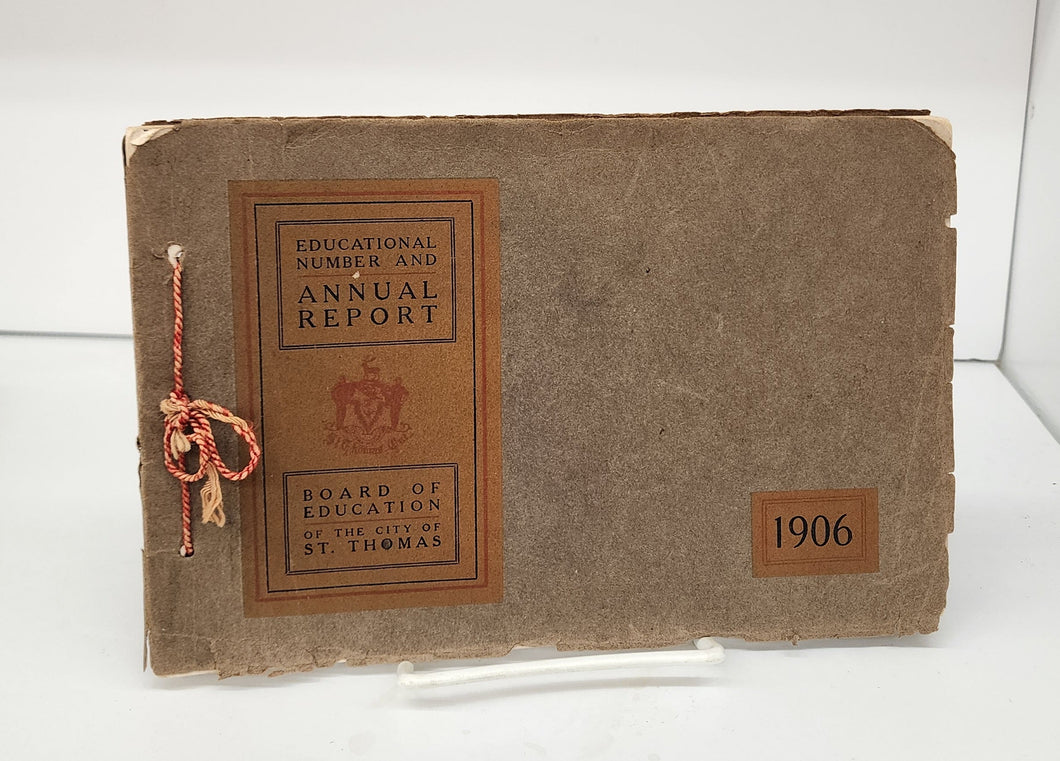 EDUCATIONAL
NUMBER AND
ANNUAL
REPORT
BOARD OF
EDUCATION
OF THE CITY OF
ST. THOMAS
1906